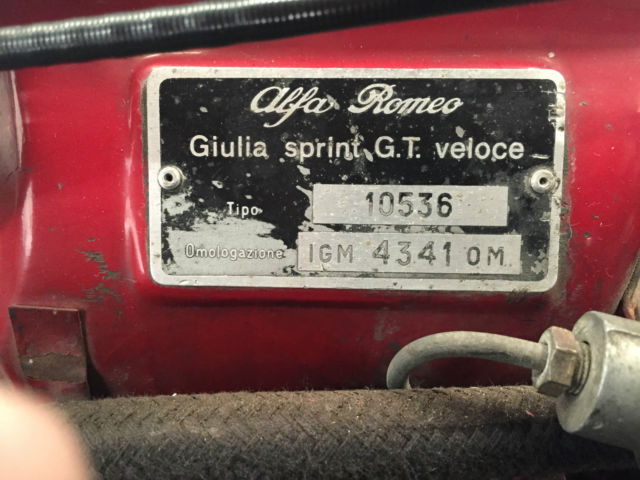 Alfa Romeo
Giulia sprint G.T. veloce
Tipo 10536
Omologazione IGM 4341 OM